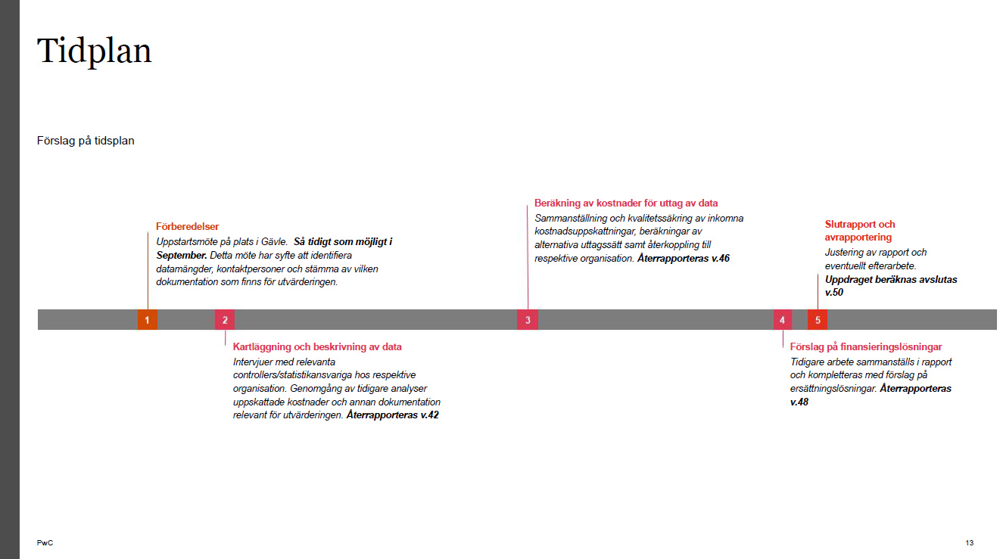 Tidplan
Förslag på tidsplan
Förberedelser
Uppstartsmöte på plats i Gävle.  Så tidigt som möjligt i
September. Detta möte har syfte att identifiera
datamängder, kontaktpersoner och stämma av vilken
dokumentation som finns för utvärderingen.
Beräkning av kostnader för uttag av data
Sammanställning och kvalitetssäkring av inkomna
kostnadsuppskattningar, beräkningar av
alternativa uttagssätt samt återkoppling till
respektive organisation. Återrapporteras v.46
Slutrapport och
avrapportering
Justering av rapport och
eventuellt efterarbete.
Uppdraget beräknas avslutas
v.50
1
2
3
4
5
Kartläggning och beskrivning av data
Intervjuer med relevanta
controllers/statistikansvariga hos respektive
organisation. Genomgång av tidigare analyser
uppskattade kostnader och annan dokumentation
relevant för utvärderingen. Återrapporteras v.42
Förslag på finansieringslösningar
Tidigare arbete sammanställs i rapport
och kompletteras med förslag på
ersättningslösningar. Återrapporteras
v.48
PwC
13